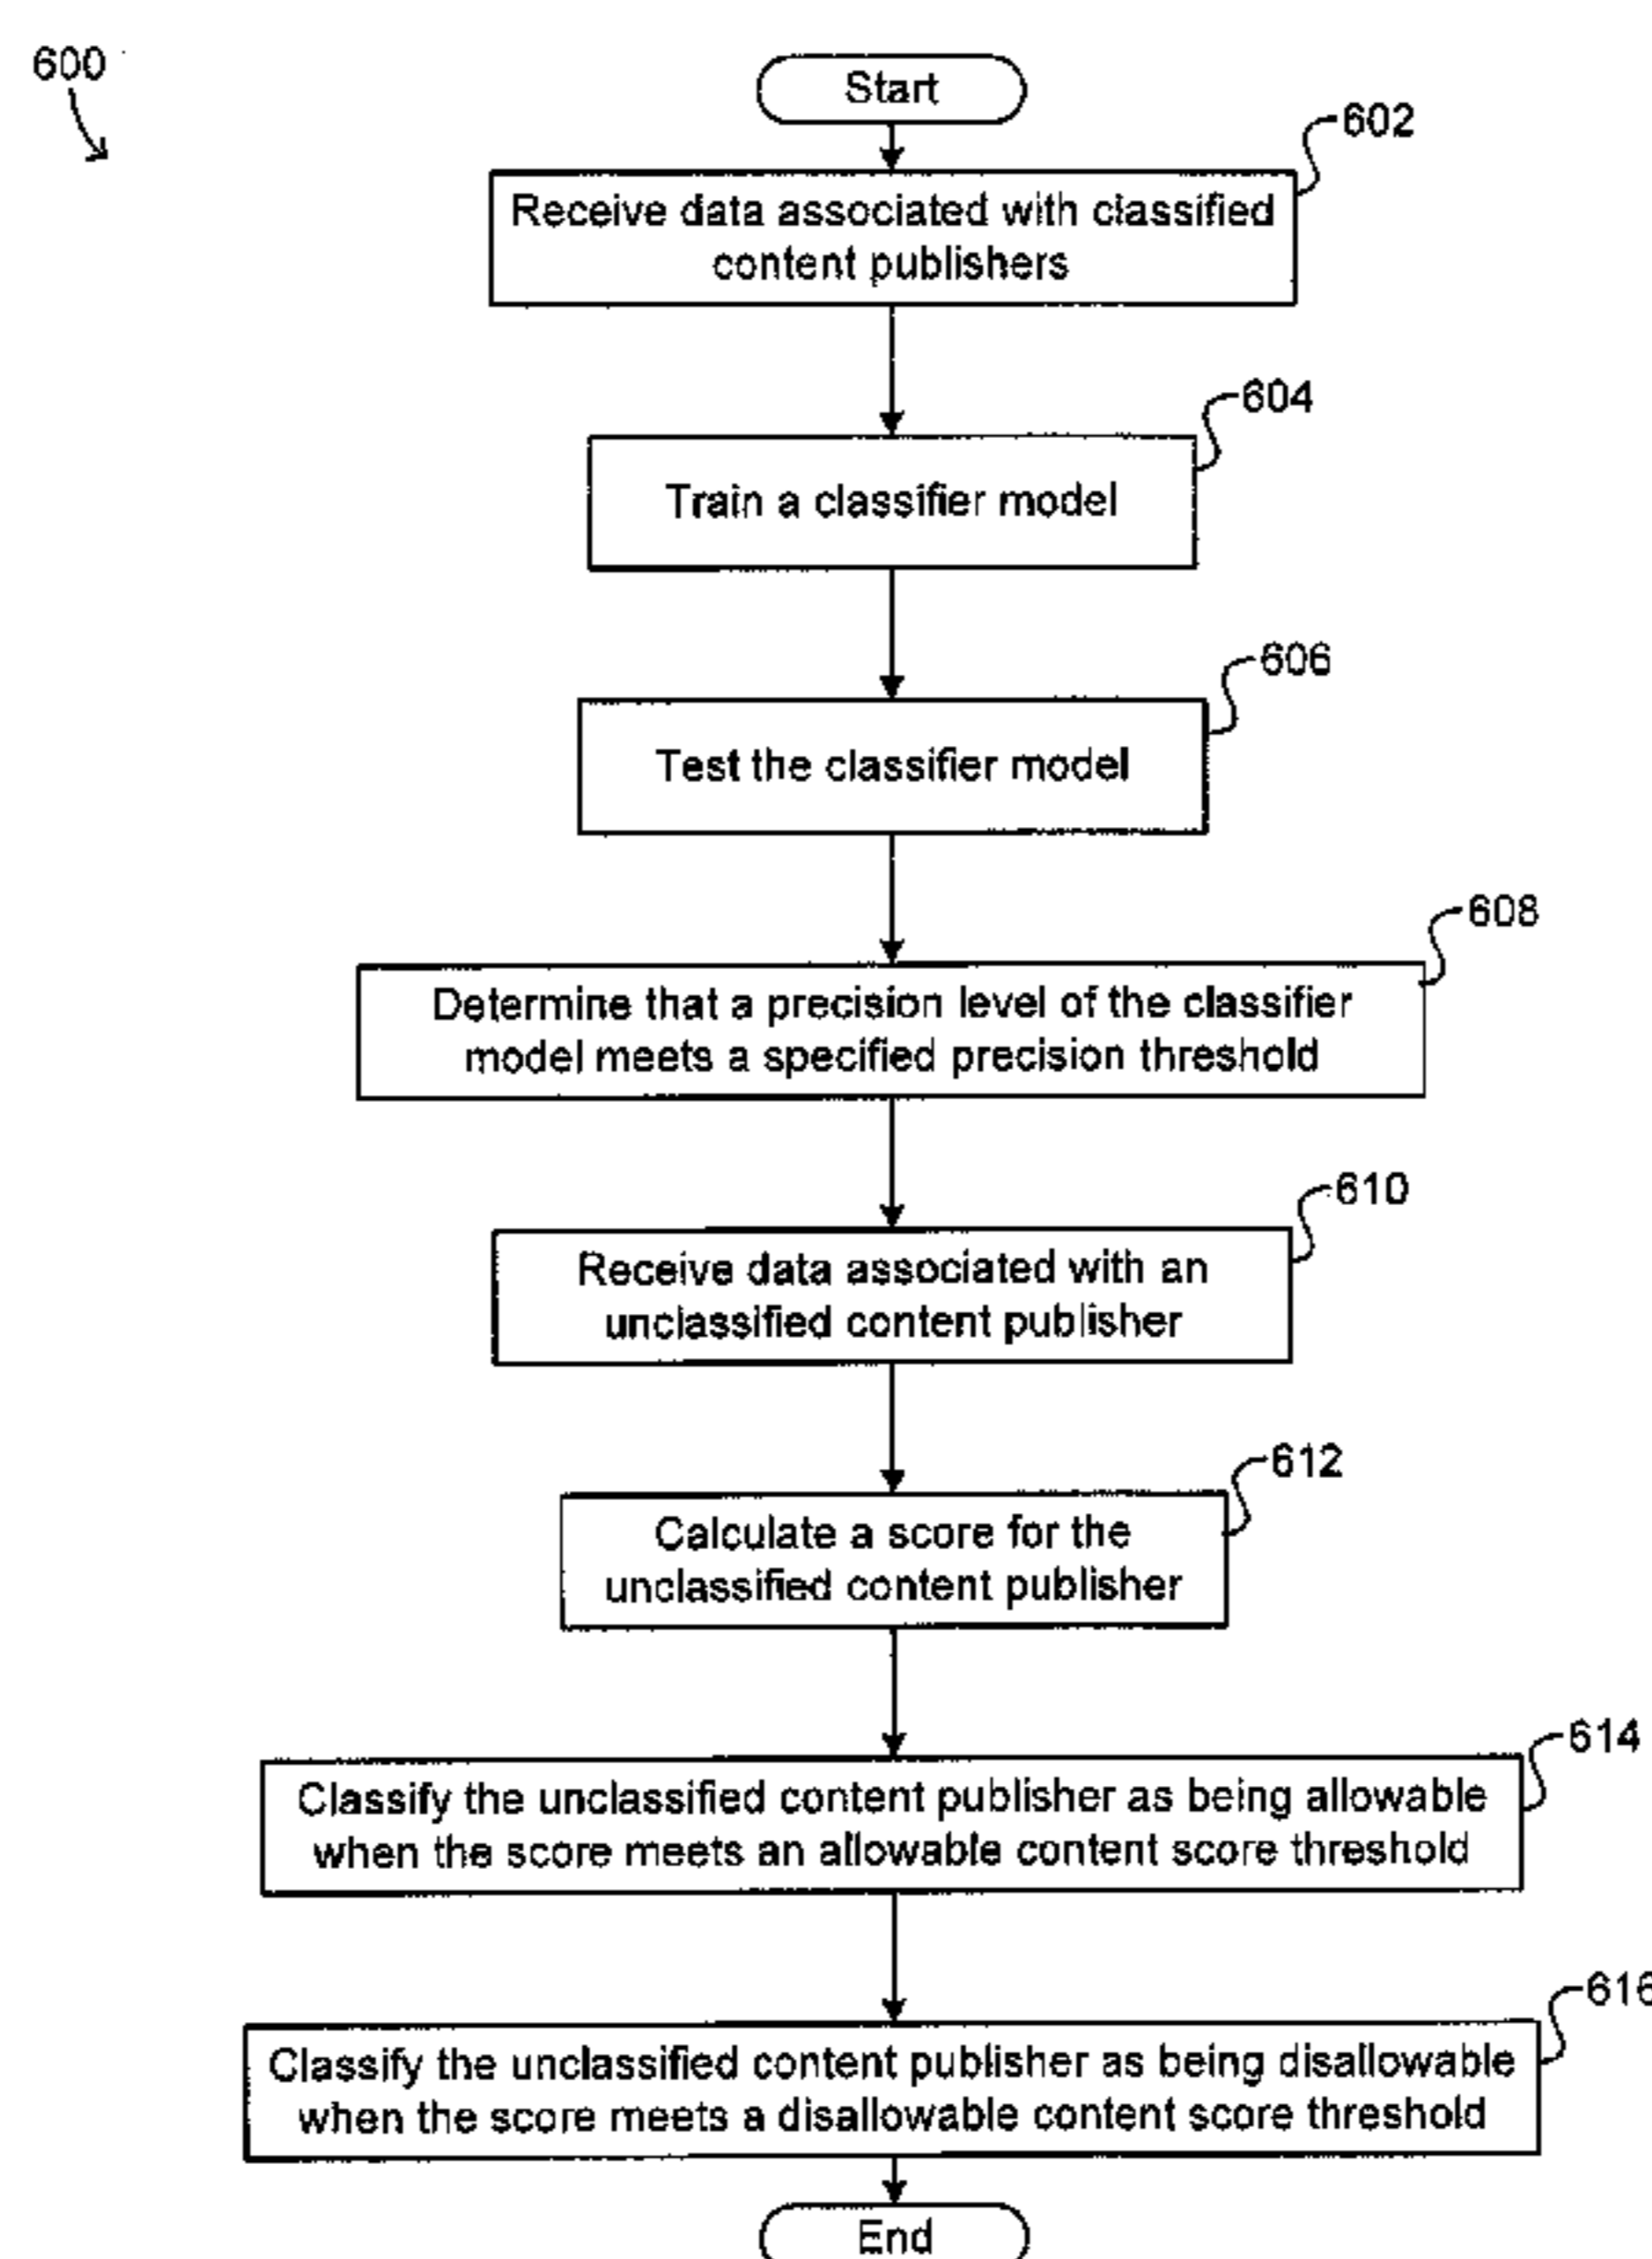 600
Start
602
Receive data associated with classified
content publishers
604
Train a classifier model
606
Test the classifier model
608
Determine that a precision level of the classifier
model meets a specified precision threshold
610
Receive data associated with an
unclassified content publisher
612
Calculate a score for the
unclassified content publisher
614
Classify the unclassified content publisher as being allowable
when the score meets an allowable content score threshold
616
Classify the unclassified content publisher as being disallowable
when the score meets a disallowable content score threshold
End